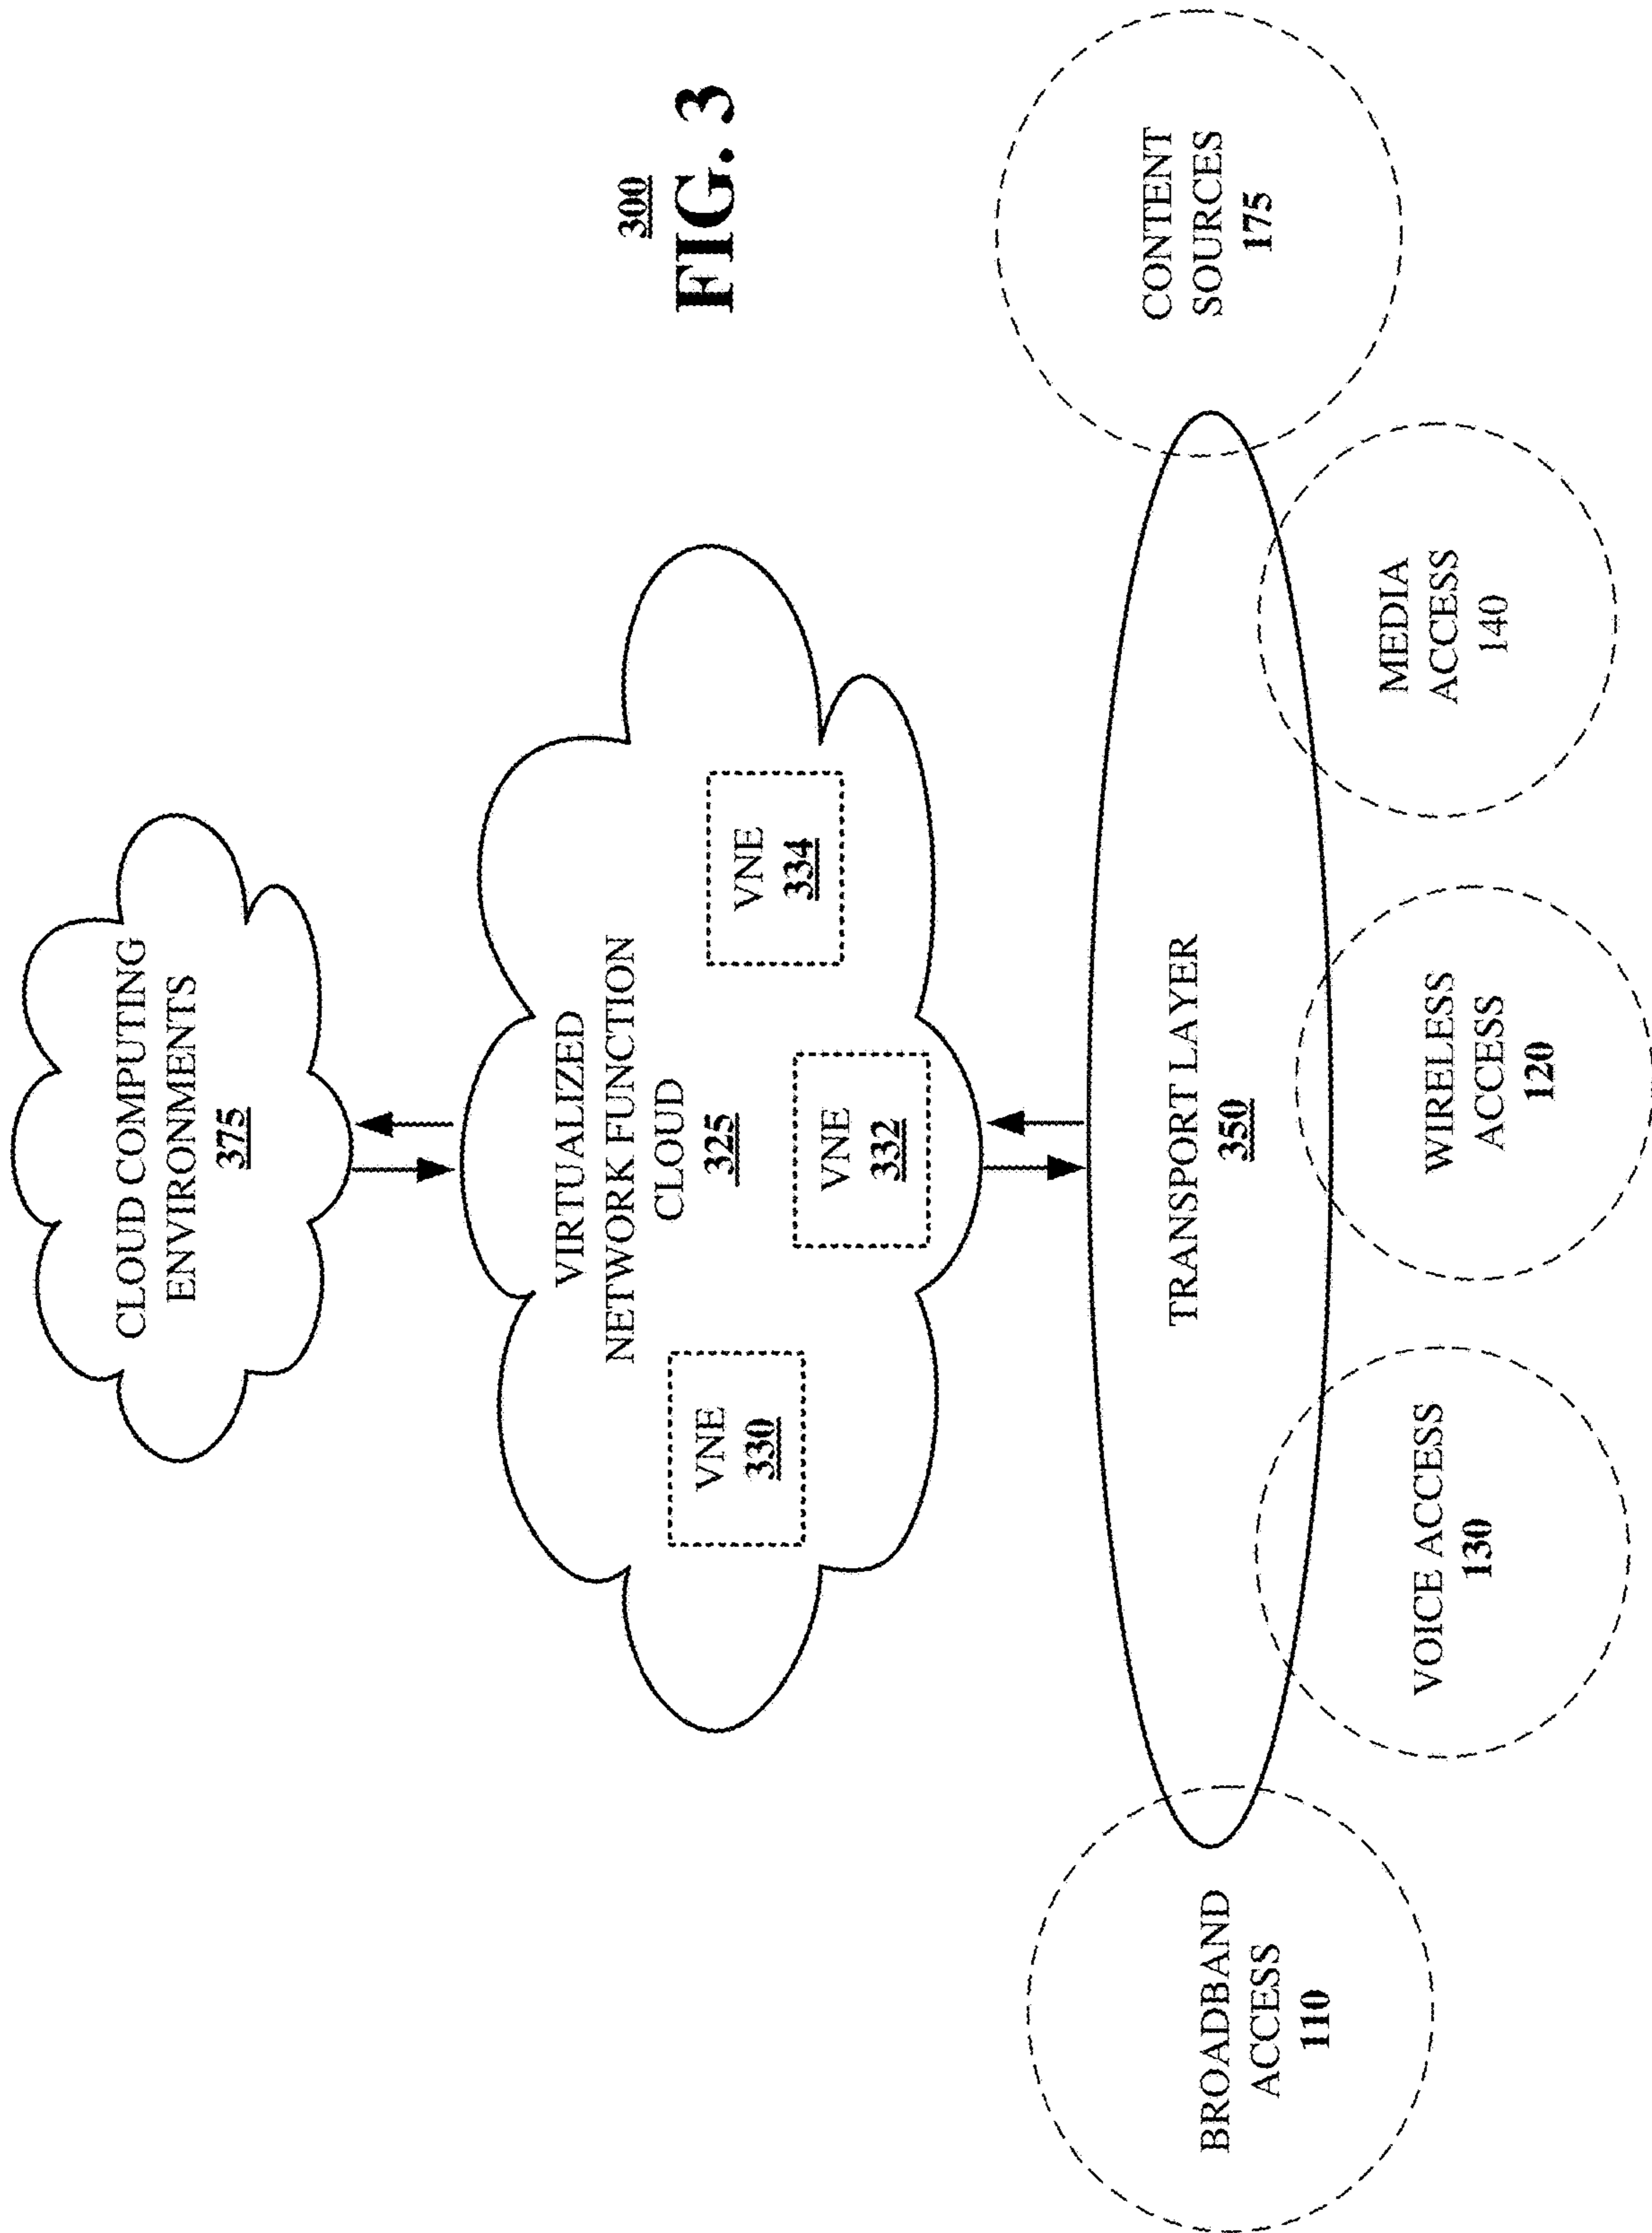 CLOUD COMPUTING
ENVIRONMENTS
375
VIRTUALIZED
NETWORK FUNCTION
CLOUD
325
VNE
330
VNE
332
VNE
334
300
FIG. 3
TRANSPORT LAYER
350
BROADBAND
ACCESS
110
VOICE ACCESS
130
WIRELESS
ACCESS
120
MEDIA
ACCESS
140
CONTENT
SOURCES
175